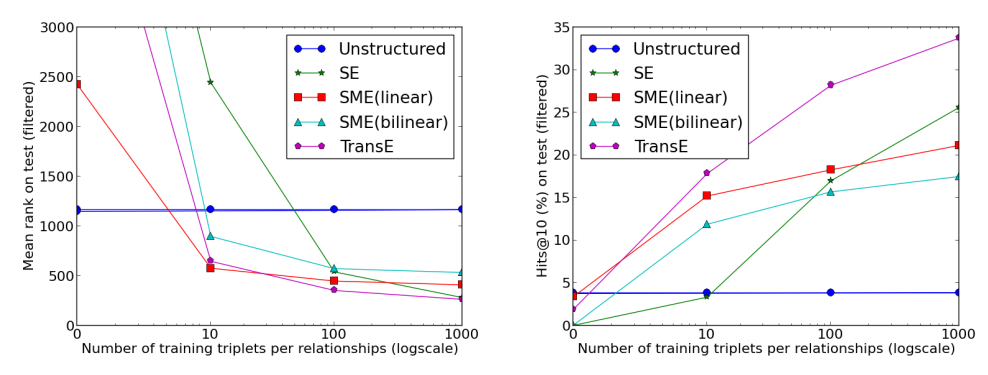 3000
2500
2000
1500
1000
500
0
0
10
100
1000
Mean rank on test (filtered)
Number of training triplets per relationships (logscale)
Unstructured
SE
SME(linear)
SME(bilinear)
TransE
35
30
25
20
15
10
5
0
0
10
100
1000
Hits@10 (%) on test (filtered)
Number of training triplets per relationships (logscale)
Unstructured
SE
SME(linear)
SME(bilinear)
TransE